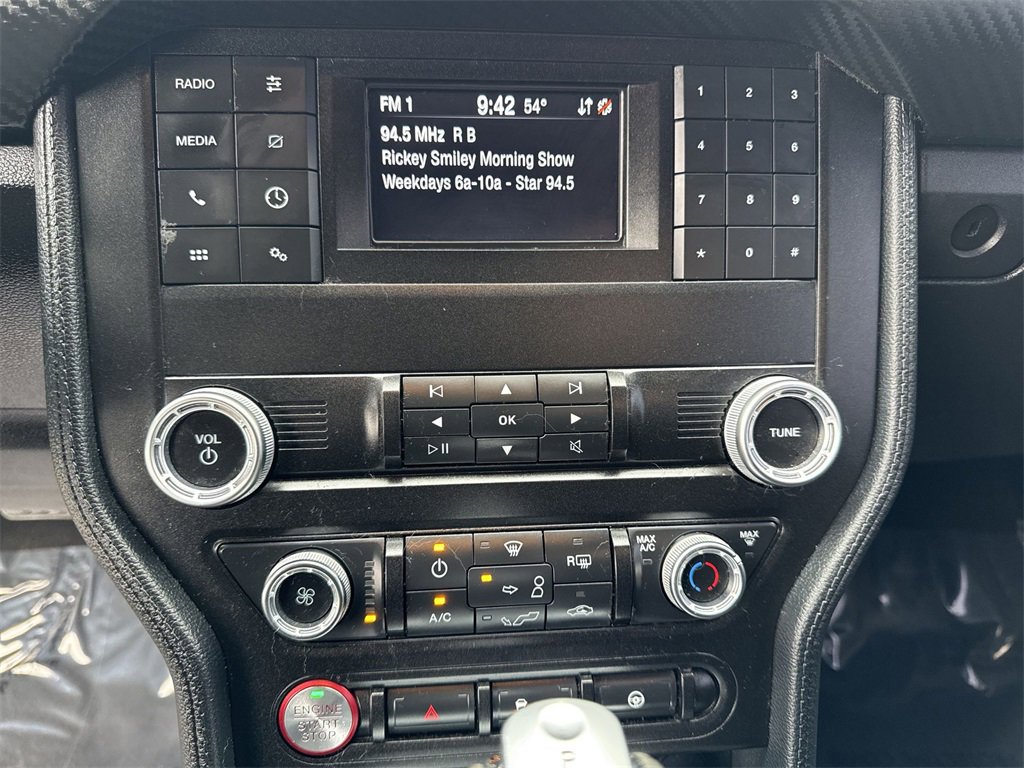 RADIO
MEDIA
FM 1 9:42 54°
94.5 MHz R B
Rickey Smiley Morning Show
Weekdays 6a-10a - Star 94.5
1 2 3
4 5 6
7 8 9
* 0 #
VOL
OK
TUNE
A/C
R
MAX
A/C
MAX
ENGINE
START
STOP